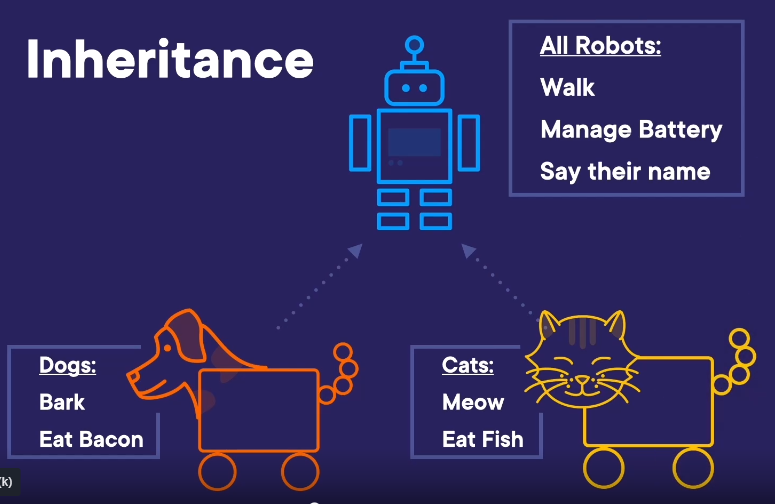 Inheritance
All Robots:
Walk
Manage Battery
Say their name
Dogs:
Bark
Eat Bacon
Cats:
Meow
Eat Fish
(k)